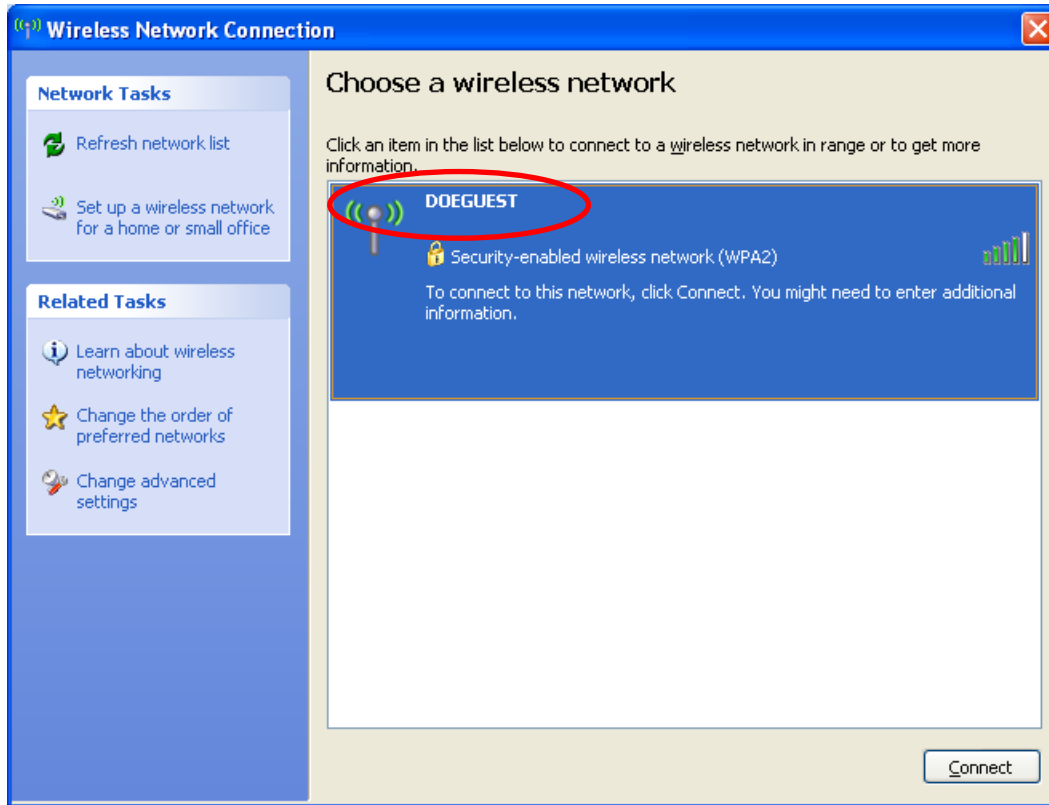 Wireless Network Connection
Network Tasks
Refresh network list
Set up a wireless network
for a home or small office
Related Tasks
Learn about wireless
networking
Change the order of
preferred networks
Change advanced
settings
Choose a wireless network
Click an item in the list below to connect to a wireless network in range or to get more
information.
DOEGUEST
Security-enabled wireless network (WPA2)
To connect to this network, click Connect. You might need to enter additional
information.
Connect